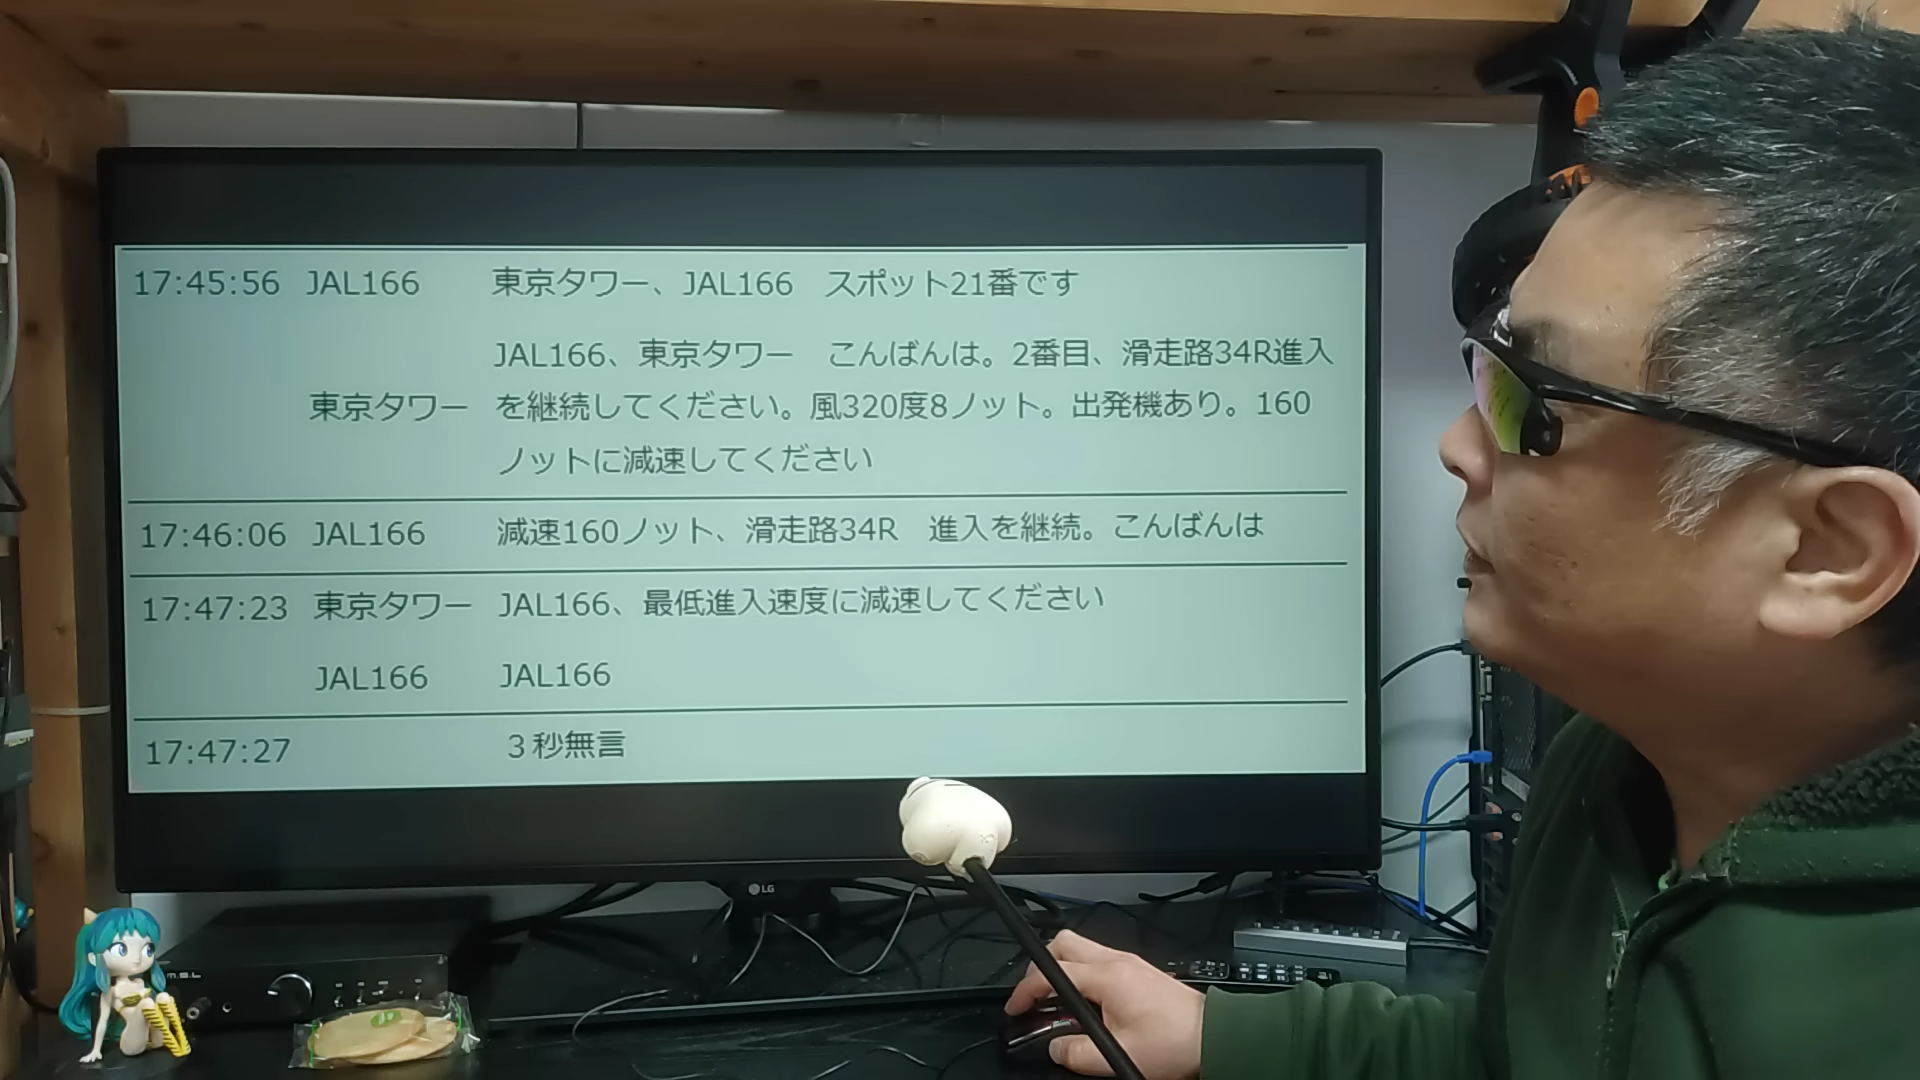 17:45:56 JAL166 東京タワー、JAL166 スポット21番です
JAL166、東京タワー こんばんは。2番目、滑走路34R進入
東京タワー を継続してください。風320度8ノット。出発機あり。160
ノットに減速してください
17:46:06 JAL166 減速160ノット、滑走路34R 進入を継続。こんばんは
17:47:23 東京タワー JAL166、最低進入速度に減速してください
JAL166 JAL166
17:47:27 3秒無言
LG
M.S.L